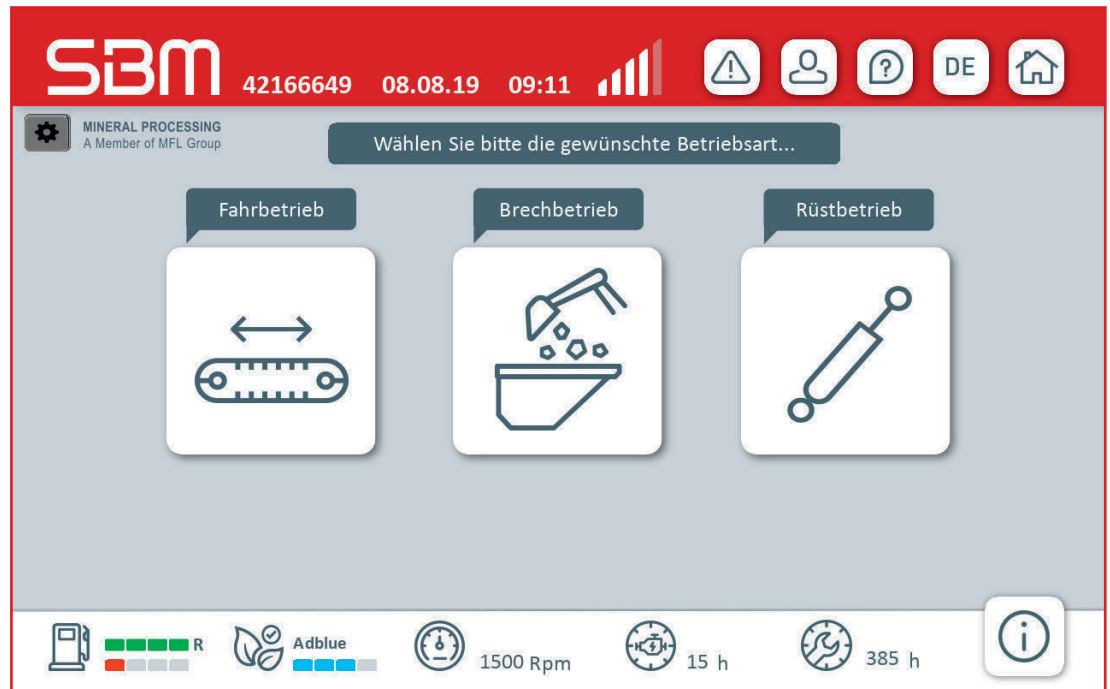 SBM
42166649 08.08.19 09:11
DE
MINERAL PROCESSING
A Member of MFL Group
Wählen Sie bitte die gewünschte Betriebsart...
Fahrbetrieb
Brechbetrieb
Rüstbetrieb
R
Adblue
1500 Rpm
15 h
385 h